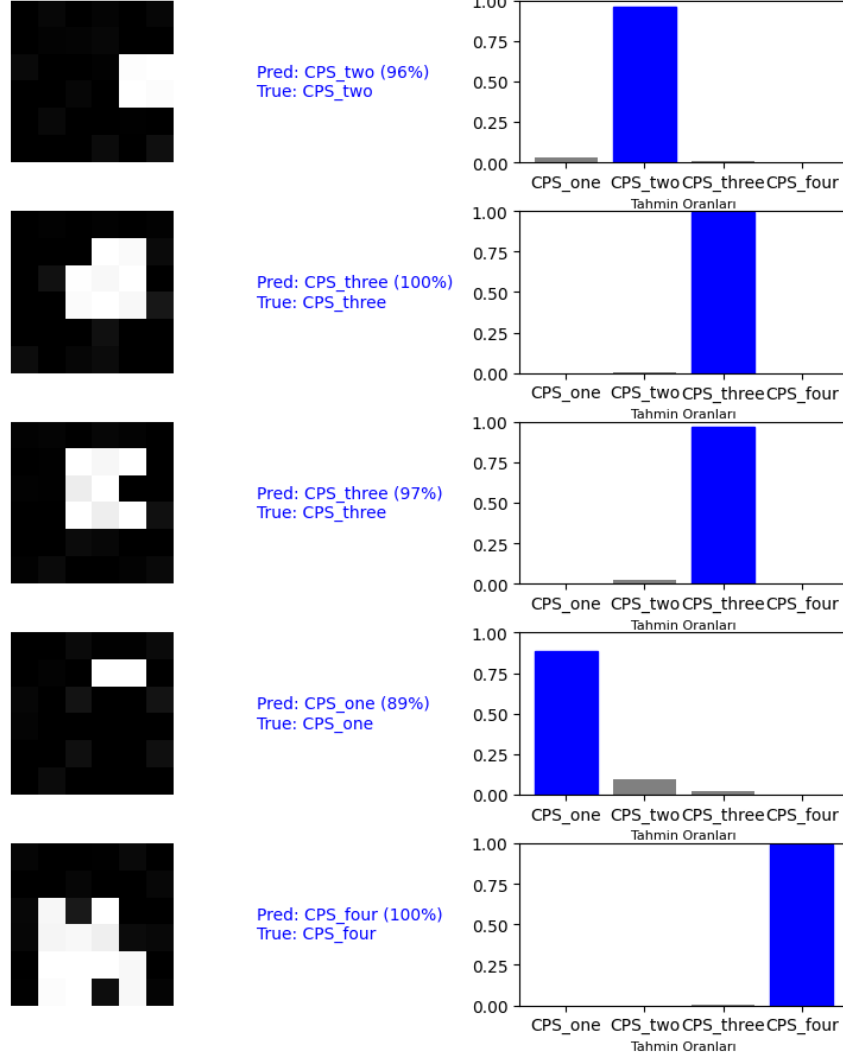 Pred: CPS_two (96%)
True: CPS_two
1.00
0.75
0.50
0.25
0.00
CPS_one CPS_two CPS_three CPS_four
Tahmin Oranları
Pred: CPS_three (100%)
True: CPS_three
1.00
0.75
0.50
0.25
0.00
CPS_one CPS_two CPS_three CPS_four
Tahmin Oranları
Pred: CPS_three (97%)
True: CPS_three
1.00
0.75
0.50
0.25
0.00
CPS_one CPS_two CPS_three CPS_four
Tahmin Oranları
Pred: CPS_one (89%)
True: CPS_one
1.00
0.75
0.50
0.25
0.00
CPS_one CPS_two CPS_three CPS_four
Tahmin Oranları
Pred: CPS_four (100%)
True: CPS_four
1.00
0.75
0.50
0.25
0.00
CPS_one CPS_two CPS_three CPS_four
Tahmin Oranları